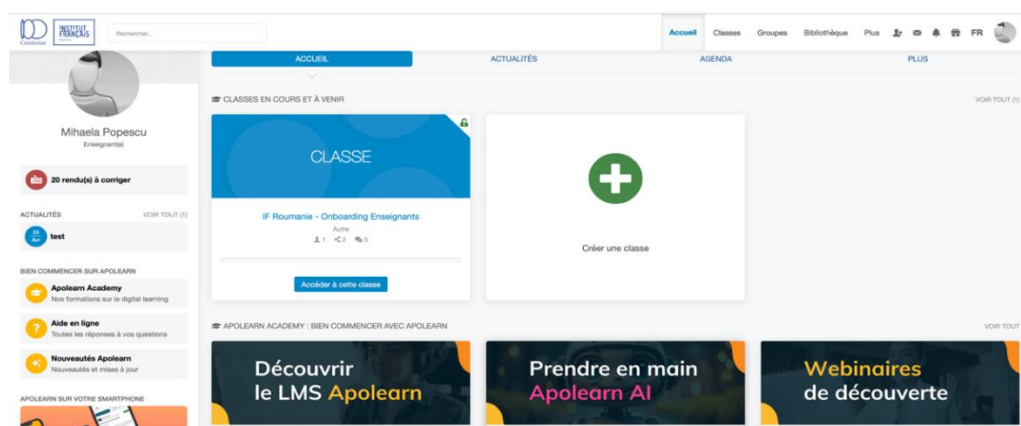 Centenar
INSTITUT
FRANÇAIS
Rechercher...
Accueil
Classes
Groupes
Bibliothèque
Plus
FR
ACCUEIL
ACTUALITÉS
AGENDA
PLUS
Mihaela Popescu
Enseignant(e)
20 rendu(s) à corriger
ACTUALITÉS
VOIR TOUT (1)
test
BIEN COMMENCER SUR APOLEARN
Apolearn Academy
Nos formations sur le digital learning
Aide en ligne
Toutes les réponses à vos questions
Nouveautés Apolearn
Nouveautés et mises à jour
APOLEARN SUR VOTRE SMARTPHONE
CLASSES EN COURS ET À VENIR
VOIR TOUT (1)
CLASSE
IF Roumanie - Onboarding Enseignants
Autre
1 2 5
Accéder à cette classe
Créer une classe
APOLEARN ACADEMY : BIEN COMMENCER AVEC APOLEARN
VOIR TOUT
Découvrir
le LMS Apolearn
Prendre en main
Apolearn AI
Webinaires
de découverte